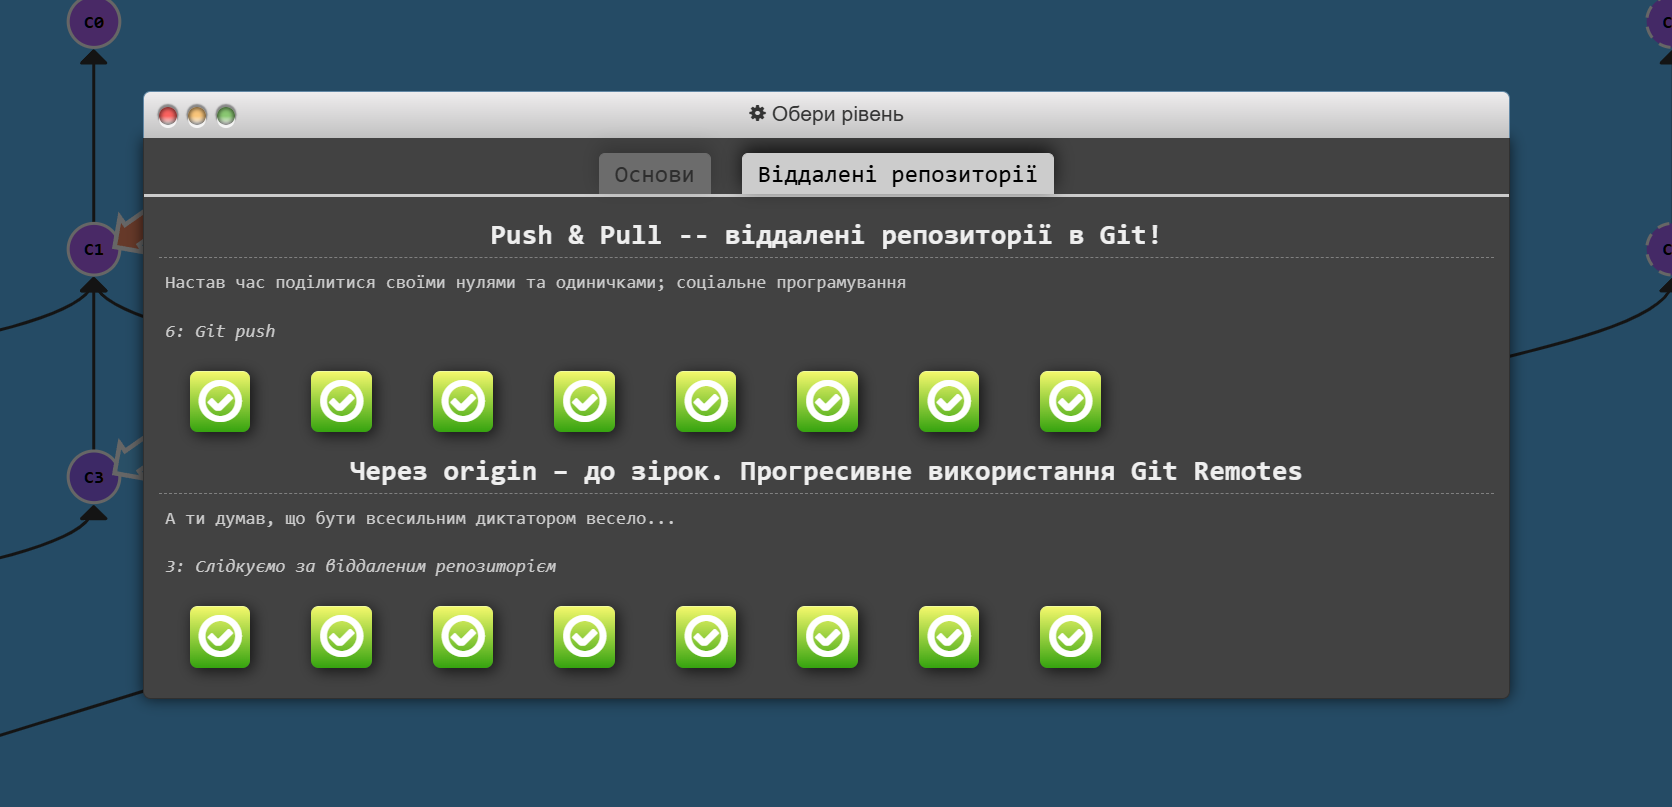 C0
Обери рівень
Основи
Віддалені репозиторії
C1
Push & Pull -- віддалені репозиторії в Git!
Настав час поділитися своїми нулями та одиничками; соціальне програмування
6: Git push
Через origin – до зірок. Прогресивне використання Git Remotes
C3
А ти думав, що бути всесильним диктатором весело...
3: Слідкуємо за віддаленим репозиторієм